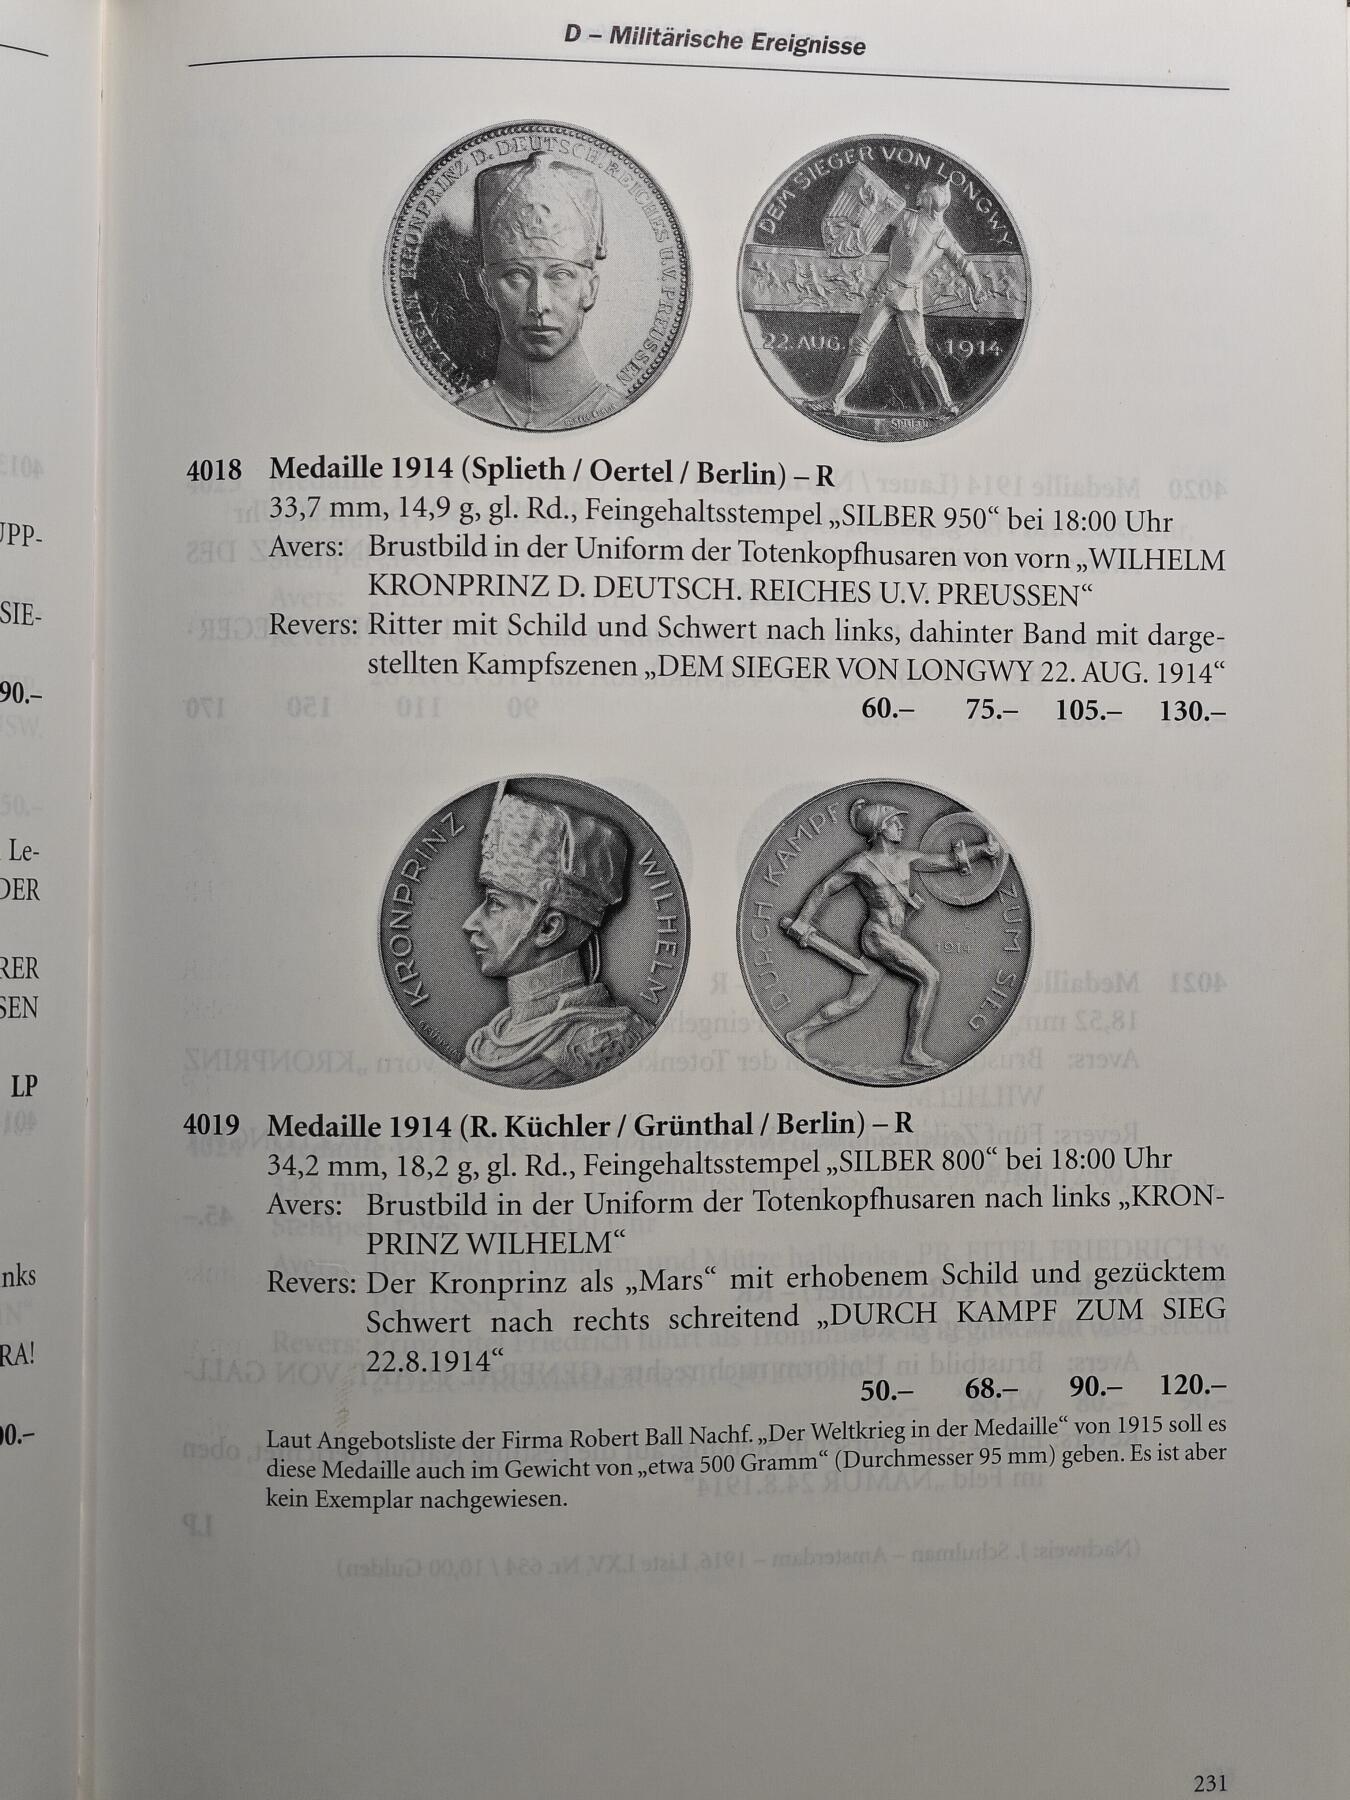 D – Militärische Ereignisse
WILHELM KRONPRINZ D. DEUTSCH. REICHES U.V. PREUSSEN
DEM SIEGER VON LONGWY
22. AUG. 1914
4018 Medaille 1914 (Splieth / Oertel / Berlin) – R
33,7 mm, 14,9 g, gl. Rd., Feingehaltsstempel „SILBER 950“ bei 18:00 Uhr
Avers: Brustbild in der Uniform der Totenkopfhusaren von vorn „WILHELM
KRONPRINZ D. DEUTSCH. REICHES U.V. PREUSSEN“
Revers: Ritter mit Schild und Schwert nach links, dahinter Band mit darge-
stellten Kampfszenen „DEM SIEGER VON LONGWY 22. AUG. 1914“
60.– 75.– 105.– 130.–
KRONPRINZ WILHELM
DURCH KAMPF ZUM SIEG
1914
4019 Medaille 1914 (R. Küchler / Grünthal / Berlin) – R
34,2 mm, 18,2 g, gl. Rd., Feingehaltsstempel „SILBER 800“ bei 18:00 Uhr
Avers: Brustbild in der Uniform der Totenkopfhusaren nach links „KRON-
PRINZ WILHELM“
Revers: Der Kronprinz als „Mars“ mit erhobenem Schild und gezücktem
Schwert nach rechts schreitend „DURCH KAMPF ZUM SIEG
22.8.1914“
50.– 68.– 90.– 120.–
Laut Angebotsliste der Firma Robert Ball Nachf. „Der Weltkrieg in der Medaille“ von 1915 soll es
diese Medaille auch im Gewicht von „etwa 500 Gramm“ (Durchmesser 95 mm) geben. Es ist aber
kein Exemplar nachgewiesen.
231
UPP-
SIE-
90.–
Le-
DER
RER
SEN
LP
nks
RA!
00.–